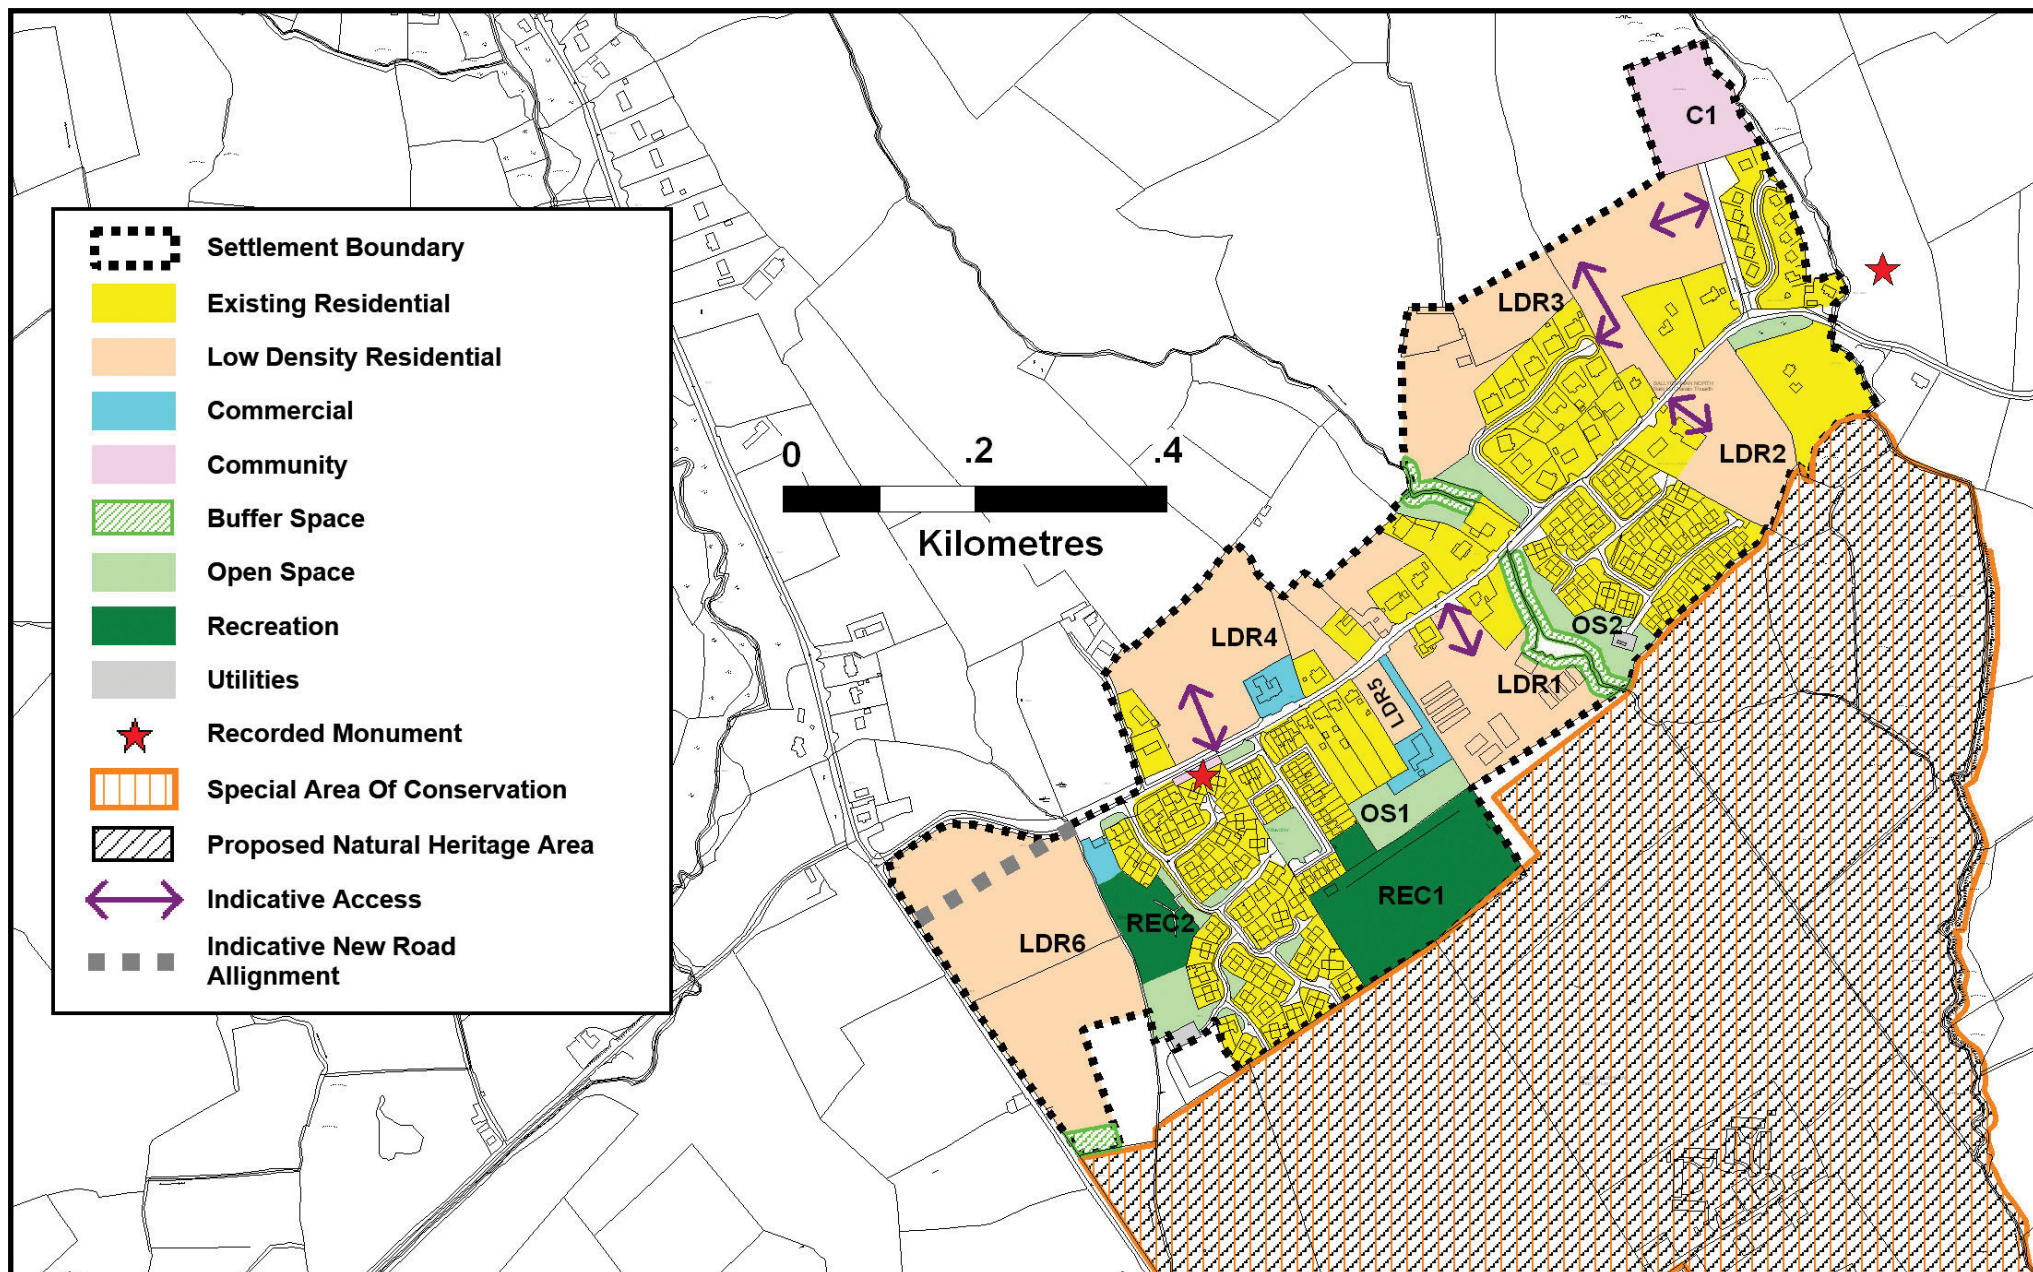 Settlement Boundary
Existing Residential
Low Density Residential
Commercial
Community
Buffer Space
Open Space
Recreation
Utilities
Recorded Monument
Special Area Of Conservation
Proposed Natural Heritage Area
Indicative Access
Indicative New Road
Allignment
0 .2 .4
Kilometres
C1
LDR3
LDR2
LDR4
OS2
LDR1
LDR5
OS1
REC1
REC2
LDR6